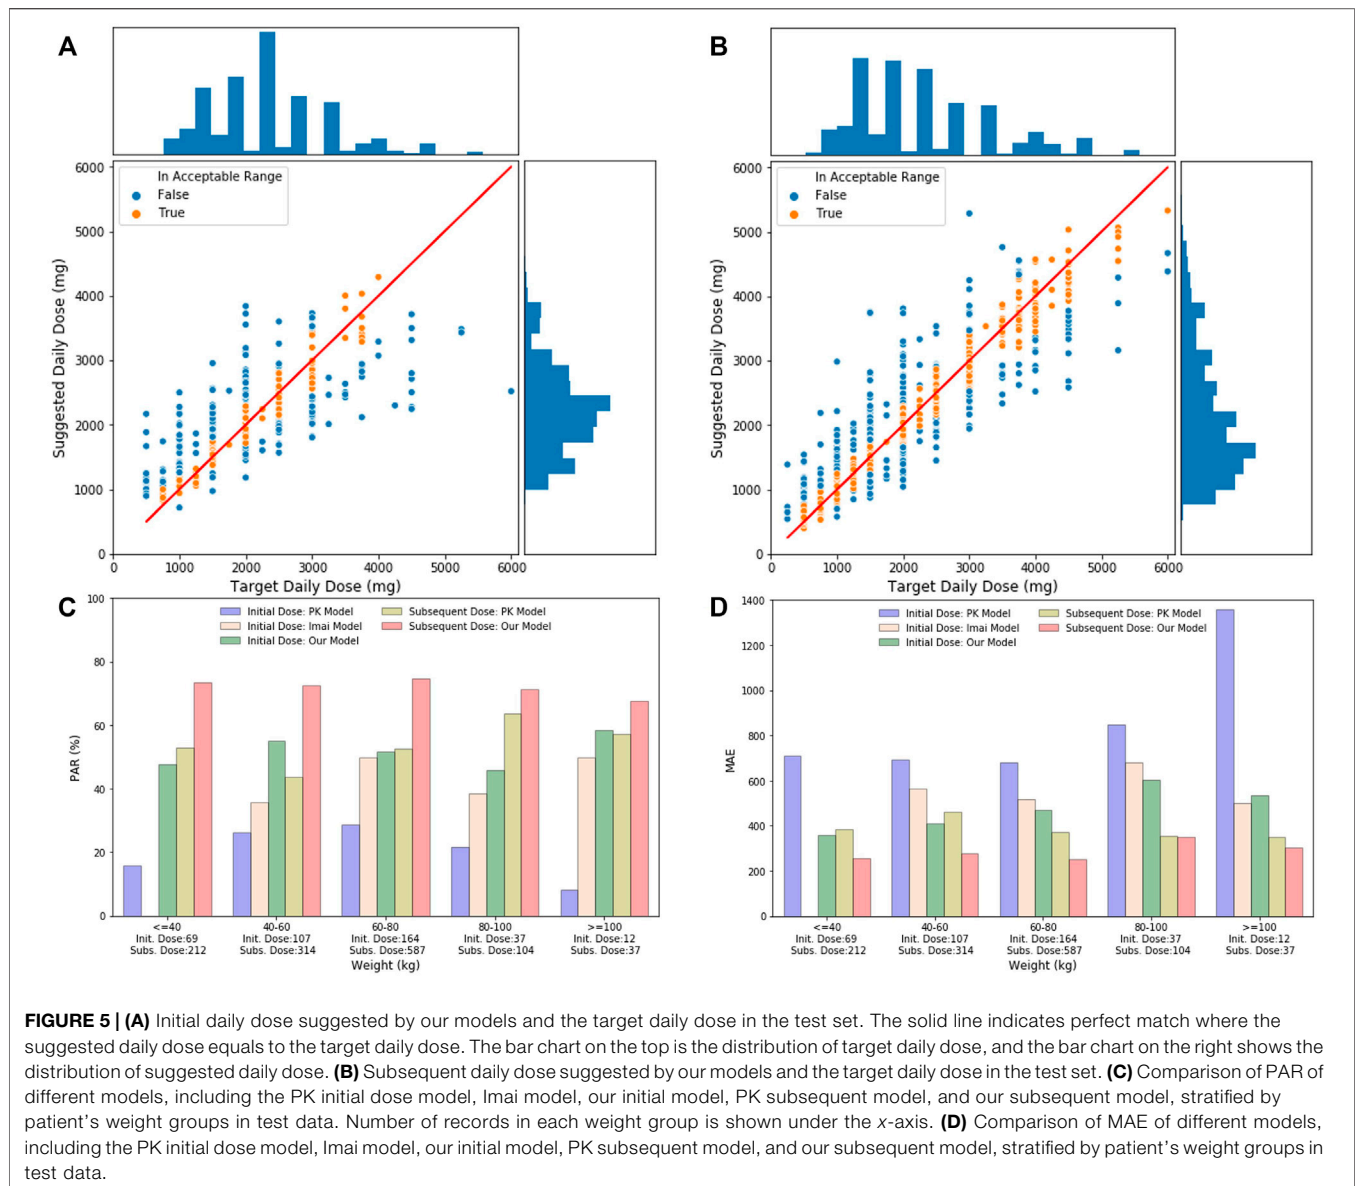 A
B
In Acceptable Range
False
True
In Acceptable Range
False
True
Suggested Daily Dose (mg)
6000
5000
4000
3000
2000
1000
0
0 1000 2000 3000 4000 5000 6000
Target Daily Dose (mg)
Suggested Daily Dose (mg)
6000
5000
4000
3000
2000
1000
0
0 1000 2000 3000 4000 5000 6000
Target Daily Dose (mg)
C
Initial Dose: PK Model
Initial Dose: Imai Model
Initial Dose: Our Model
Subsequent Dose: PK Model
Subsequent Dose: Our Model
PAR (%)
100
80
60
40
20
0
<=40 40-60 60-80 80-100 >=100
Init. Dose:69 Init. Dose:107 Init. Dose:164 Init. Dose:37 Init. Dose:12
Subs. Dose:212 Subs. Dose:314 Subs. Dose:587 Subs. Dose:104 Subs. Dose:37
Weight (kg)
D
Initial Dose: PK Model
Initial Dose: Imai Model
Initial Dose: Our Model
Subsequent Dose: PK Model
Subsequent Dose: Our Model
MAE
1400
1200
1000
800
600
400
200
0
<=40 40-60 60-80 80-100 >=100
Init. Dose:69 Init. Dose:107 Init. Dose:164 Init. Dose:37 Init. Dose:12
Subs. Dose:212 Subs. Dose:314 Subs. Dose:587 Subs. Dose:104 Subs. Dose:37
Weight (kg)
FIGURE 5 | (A) Initial daily dose suggested by our models and the target daily dose in the test set. The solid line indicates perfect match where the
suggested daily dose equals to the target daily dose. The bar chart on the top is the distribution of target daily dose, and the bar chart on the right shows the
distribution of suggested daily dose. (B) Subsequent daily dose suggested by our models and the target daily dose in the test set. (C) Comparison of PAR of
different models, including the PK initial dose model, Imai model, our initial model, PK subsequent model, and our subsequent model, stratified by
patient's weight groups in test data. Number of records in each weight group is shown under the x-axis. (D) Comparison of MAE of different models,
including the PK initial dose model, Imai model, our initial model, PK subsequent model, and our subsequent model, stratified by patient's weight groups in
test data.